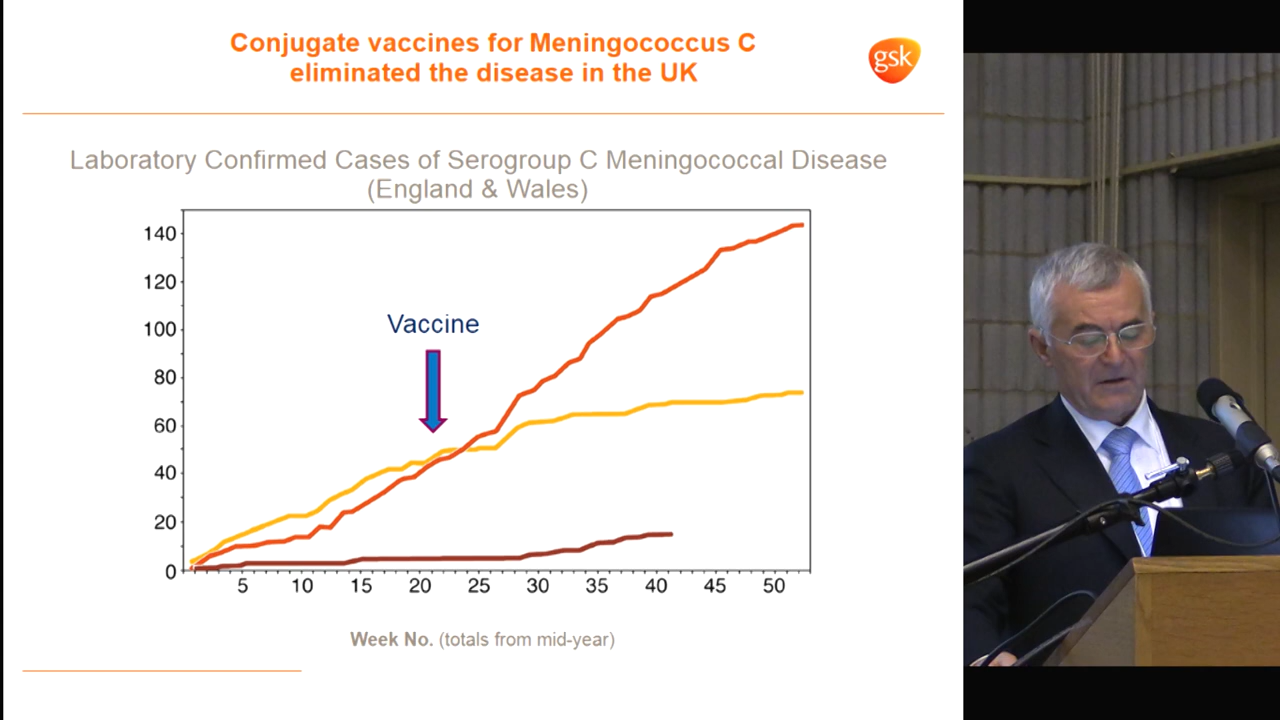 Conjugate vaccines for Meningococcus C
eliminated the disease in the UK
gsk
Laboratory Confirmed Cases of Serogroup C Meningococcal Disease
(England & Wales)
140
120
100
80
60
40
20
0
Vaccine
5 10 15 20 25 30 35 40 45 50
Week No. (totals from mid-year)